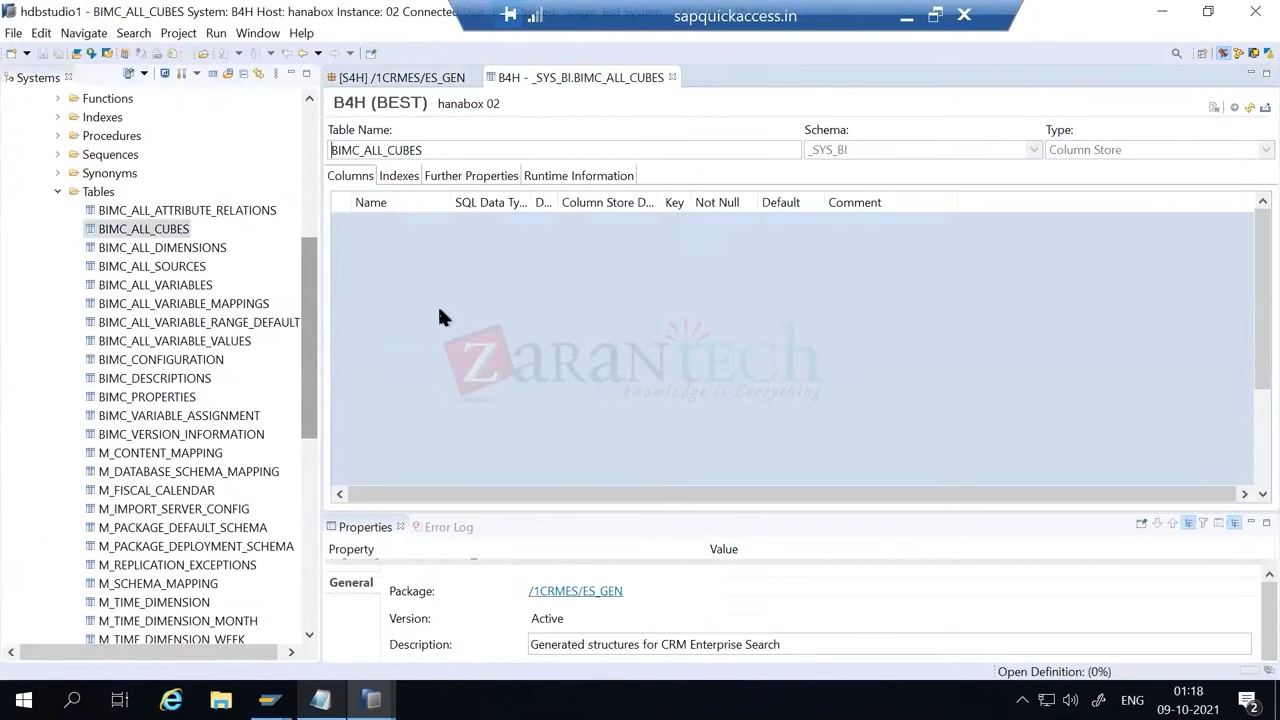 hdbstudio1 - BIMC_ALL_CUBES System: B4H Host: hanabox Instance: 02 Connected
sapquickaccess.in
File Edit Navigate Search Project Run Window Help
Systems
[S4H] /1CRMES/ES_GEN
B4H - _SYS_BI.BIMC_ALL_CUBES
Functions
Indexes
Procedures
Sequences
Synonyms
Tables
BIMC_ALL_ATTRIBUTE_RELATIONS
BIMC_ALL_CUBES
BIMC_ALL_DIMENSIONS
BIMC_ALL_SOURCES
BIMC_ALL_VARIABLES
BIMC_ALL_VARIABLE_MAPPINGS
BIMC_ALL_VARIABLE_RANGE_DEFAULT
BIMC_ALL_VARIABLE_VALUES
BIMC_CONFIGURATION
BIMC_DESCRIPTIONS
BIMC_PROPERTIES
BIMC_VARIABLE_ASSIGNMENT
BIMC_VERSION_INFORMATION
M_CONTENT_MAPPING
M_DATABASE_SCHEMA_MAPPING
M_FISCAL_CALENDAR
M_IMPORT_SERVER_CONFIG
M_PACKAGE_DEFAULT_SCHEMA
M_PACKAGE_DEPLOYMENT_SCHEMA
M_REPLICATION_EXCEPTIONS
M_SCHEMA_MAPPING
M_TIME_DIMENSION
M_TIME_DIMENSION_MONTH
M_TIME_DIMENSION_WEEK
B4H (BEST) hanabox 02
Table Name: Schema: Type:
BIMC_ALL_CUBES _SYS_BI Column Store
Columns Indexes Further Properties Runtime Information
Name SQL Data Ty... D... Column Store D... Key Not Null Default Comment
ZaranTech
knowledge is Everything
Properties Error Log
Property Value
General
Package: /1CRMES/ES_GEN
Version: Active
Description: Generated structures for CRM Enterprise Search
Open Definition: (0%)
ENG
01:18
09-10-2021
2